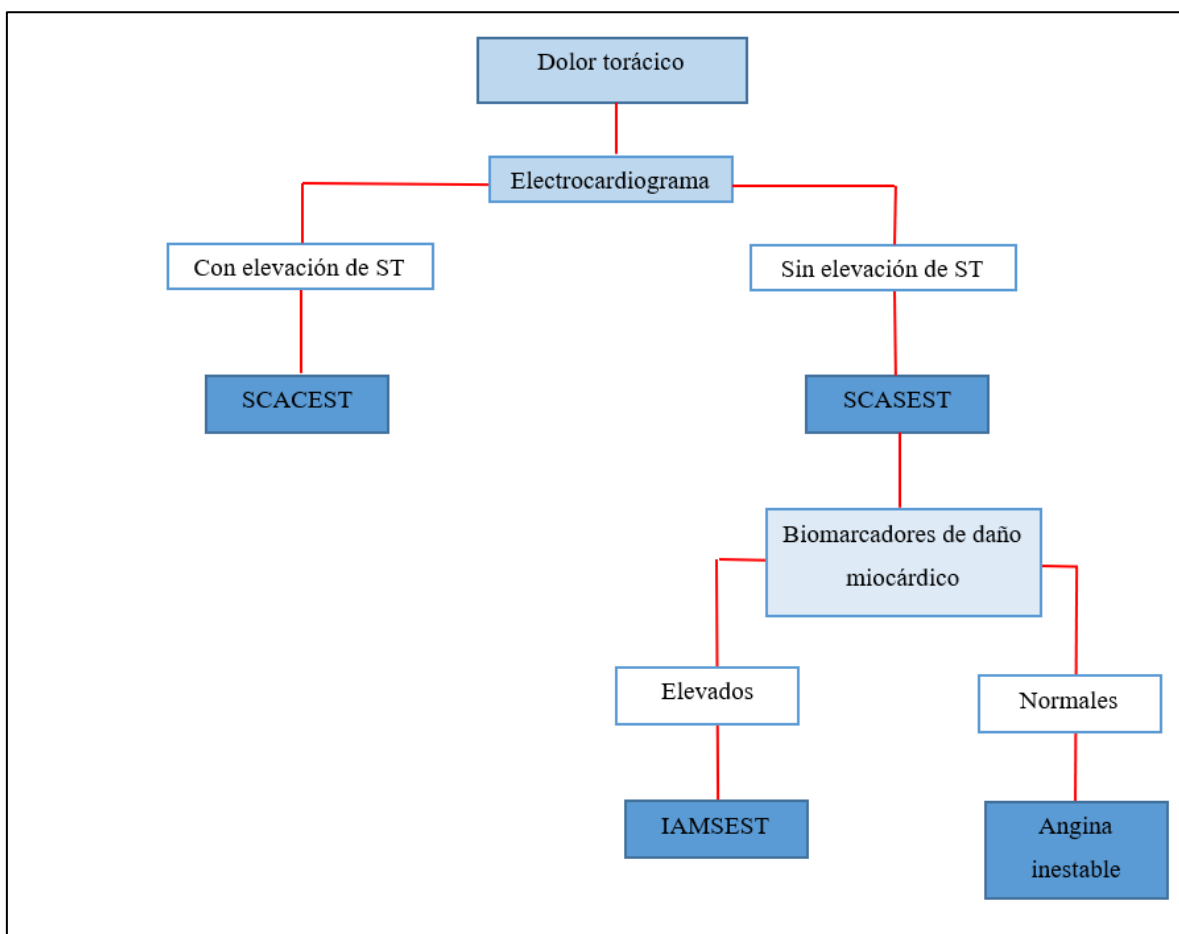 Dolor torácico
Electrocardiograma
Con elevación de ST
Sin elevación de ST
SCACEST
SCASEST
Biomarcadores de daño
miocárdico
Elevados
Normales
IAMSEST
Angina
inestable